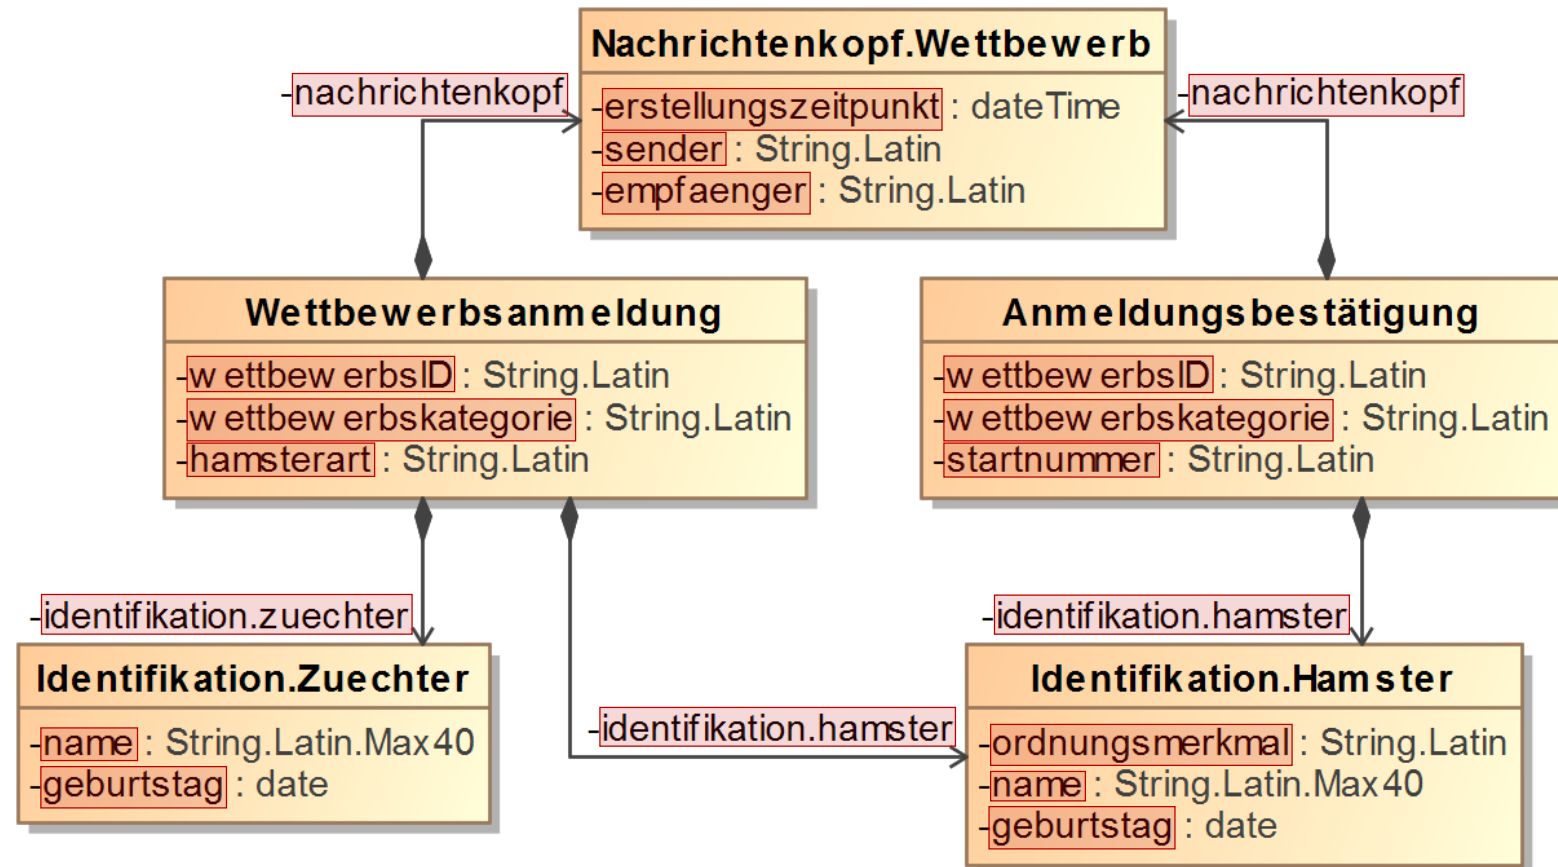 Nachrichtenkopf.Wettbewerb
-nachrichtenkopf
-nachrichtenkopf
-erstellungszeitpunkt : dateTime
-sender : String.Latin
-empfaenger : String.Latin
Wettbewerbsanmeldung
-wettbewerbsID : String.Latin
-wettbewerbskategorie : String.Latin
-hamsterart : String.Latin
Anmeldungsbestätigung
-wettbewerbsID : String.Latin
-wettbewerbskategorie : String.Latin
-startnummer : String.Latin
-identifikation.zuechter
-identifikation.hamster
Identifikation.Zuechter
-name : String.Latin.Max40
-geburtstag : date
-identifikation.hamster
Identifikation.Hamster
-ordnungsmerkmal : String.Latin
-name : String.Latin.Max40
-geburtstag : date